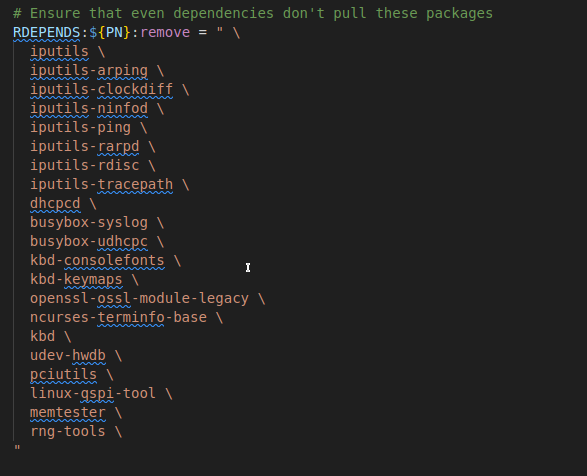 # Ensure that even dependencies don't pull these packages
RDEPENDS:${PN}:remove = " \
iputils \
iputils-arping \
iputils-clockdiff \
iputils-ninfod \
iputils-ping \
iputils-rarpd \
iputils-rdisc \
iputils-tracepath \
dhcpcd \
busybox-syslog \
busybox-udhcpc \
kbd-consolefonts \
kbd-keymaps \
openssl-ossl-module-legacy \
ncurses-terminfo-base \
kbd \
udev-hwdb \
pciutils \
linux-qspi-tool \
memtester \
rng-tools \
"